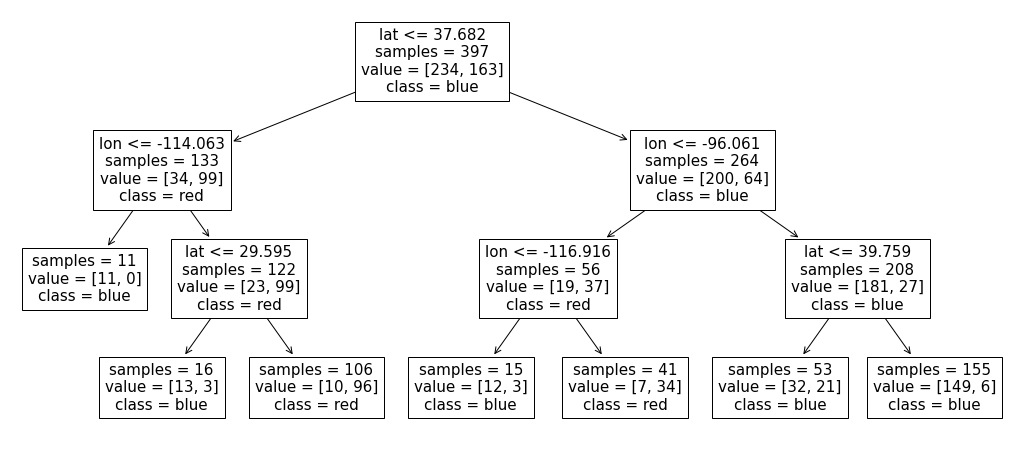 lat <= 37.682
samples = 397
value = [234, 163]
class = blue
lon <= -114.063
samples = 133
value = [34, 99]
class = red
lon <= -96.061
samples = 264
value = [200, 64]
class = blue
samples = 11
value = [11, 0]
class = blue
lat <= 29.595
samples = 122
value = [23, 99]
class = red
lon <= -116.916
samples = 56
value = [19, 37]
class = red
lat <= 39.759
samples = 208
value = [181, 27]
class = blue
samples = 16
value = [13, 3]
class = blue
samples = 106
value = [10, 96]
class = red
samples = 15
value = [12, 3]
class = blue
samples = 41
value = [7, 34]
class = red
samples = 53
value = [32, 21]
class = blue
samples = 155
value = [149, 6]
class = blue